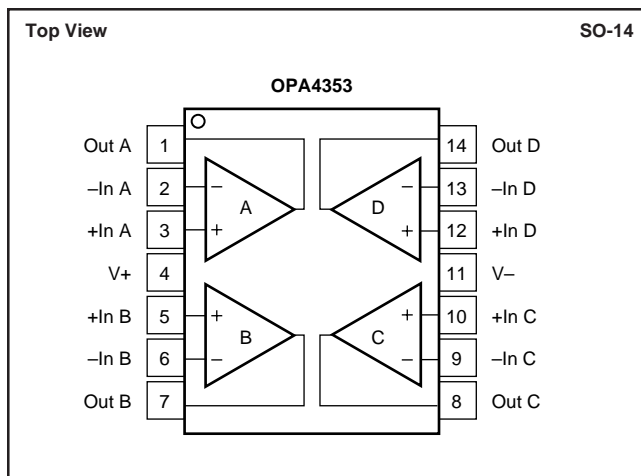 Top View SO-14
OPA4353
Out A 1 14 Out D
–In A 2 – – 13 –In D
A D
+In A 3 + + 12 +In D
V+ 4 11 V–
+In B 5 + + 10 +In C
B C
–In B 6 – – 9 –In C
Out B 7 8 Out C